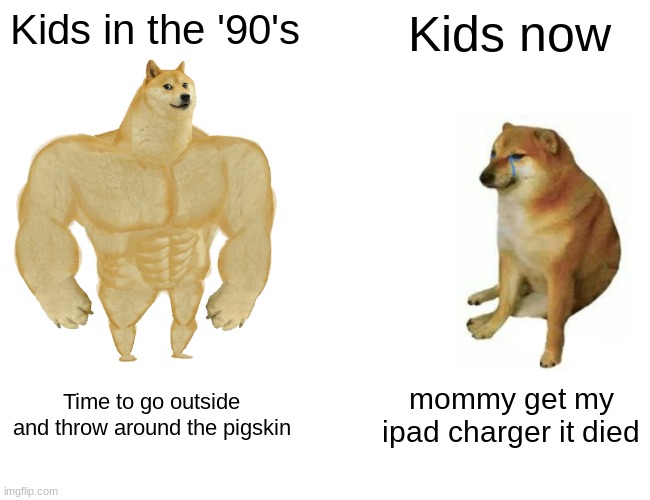 Kids in the '90's
Kids now
Time to go outside
and throw around the pigskin
mommy get my
ipad charger it died
imgflip.com